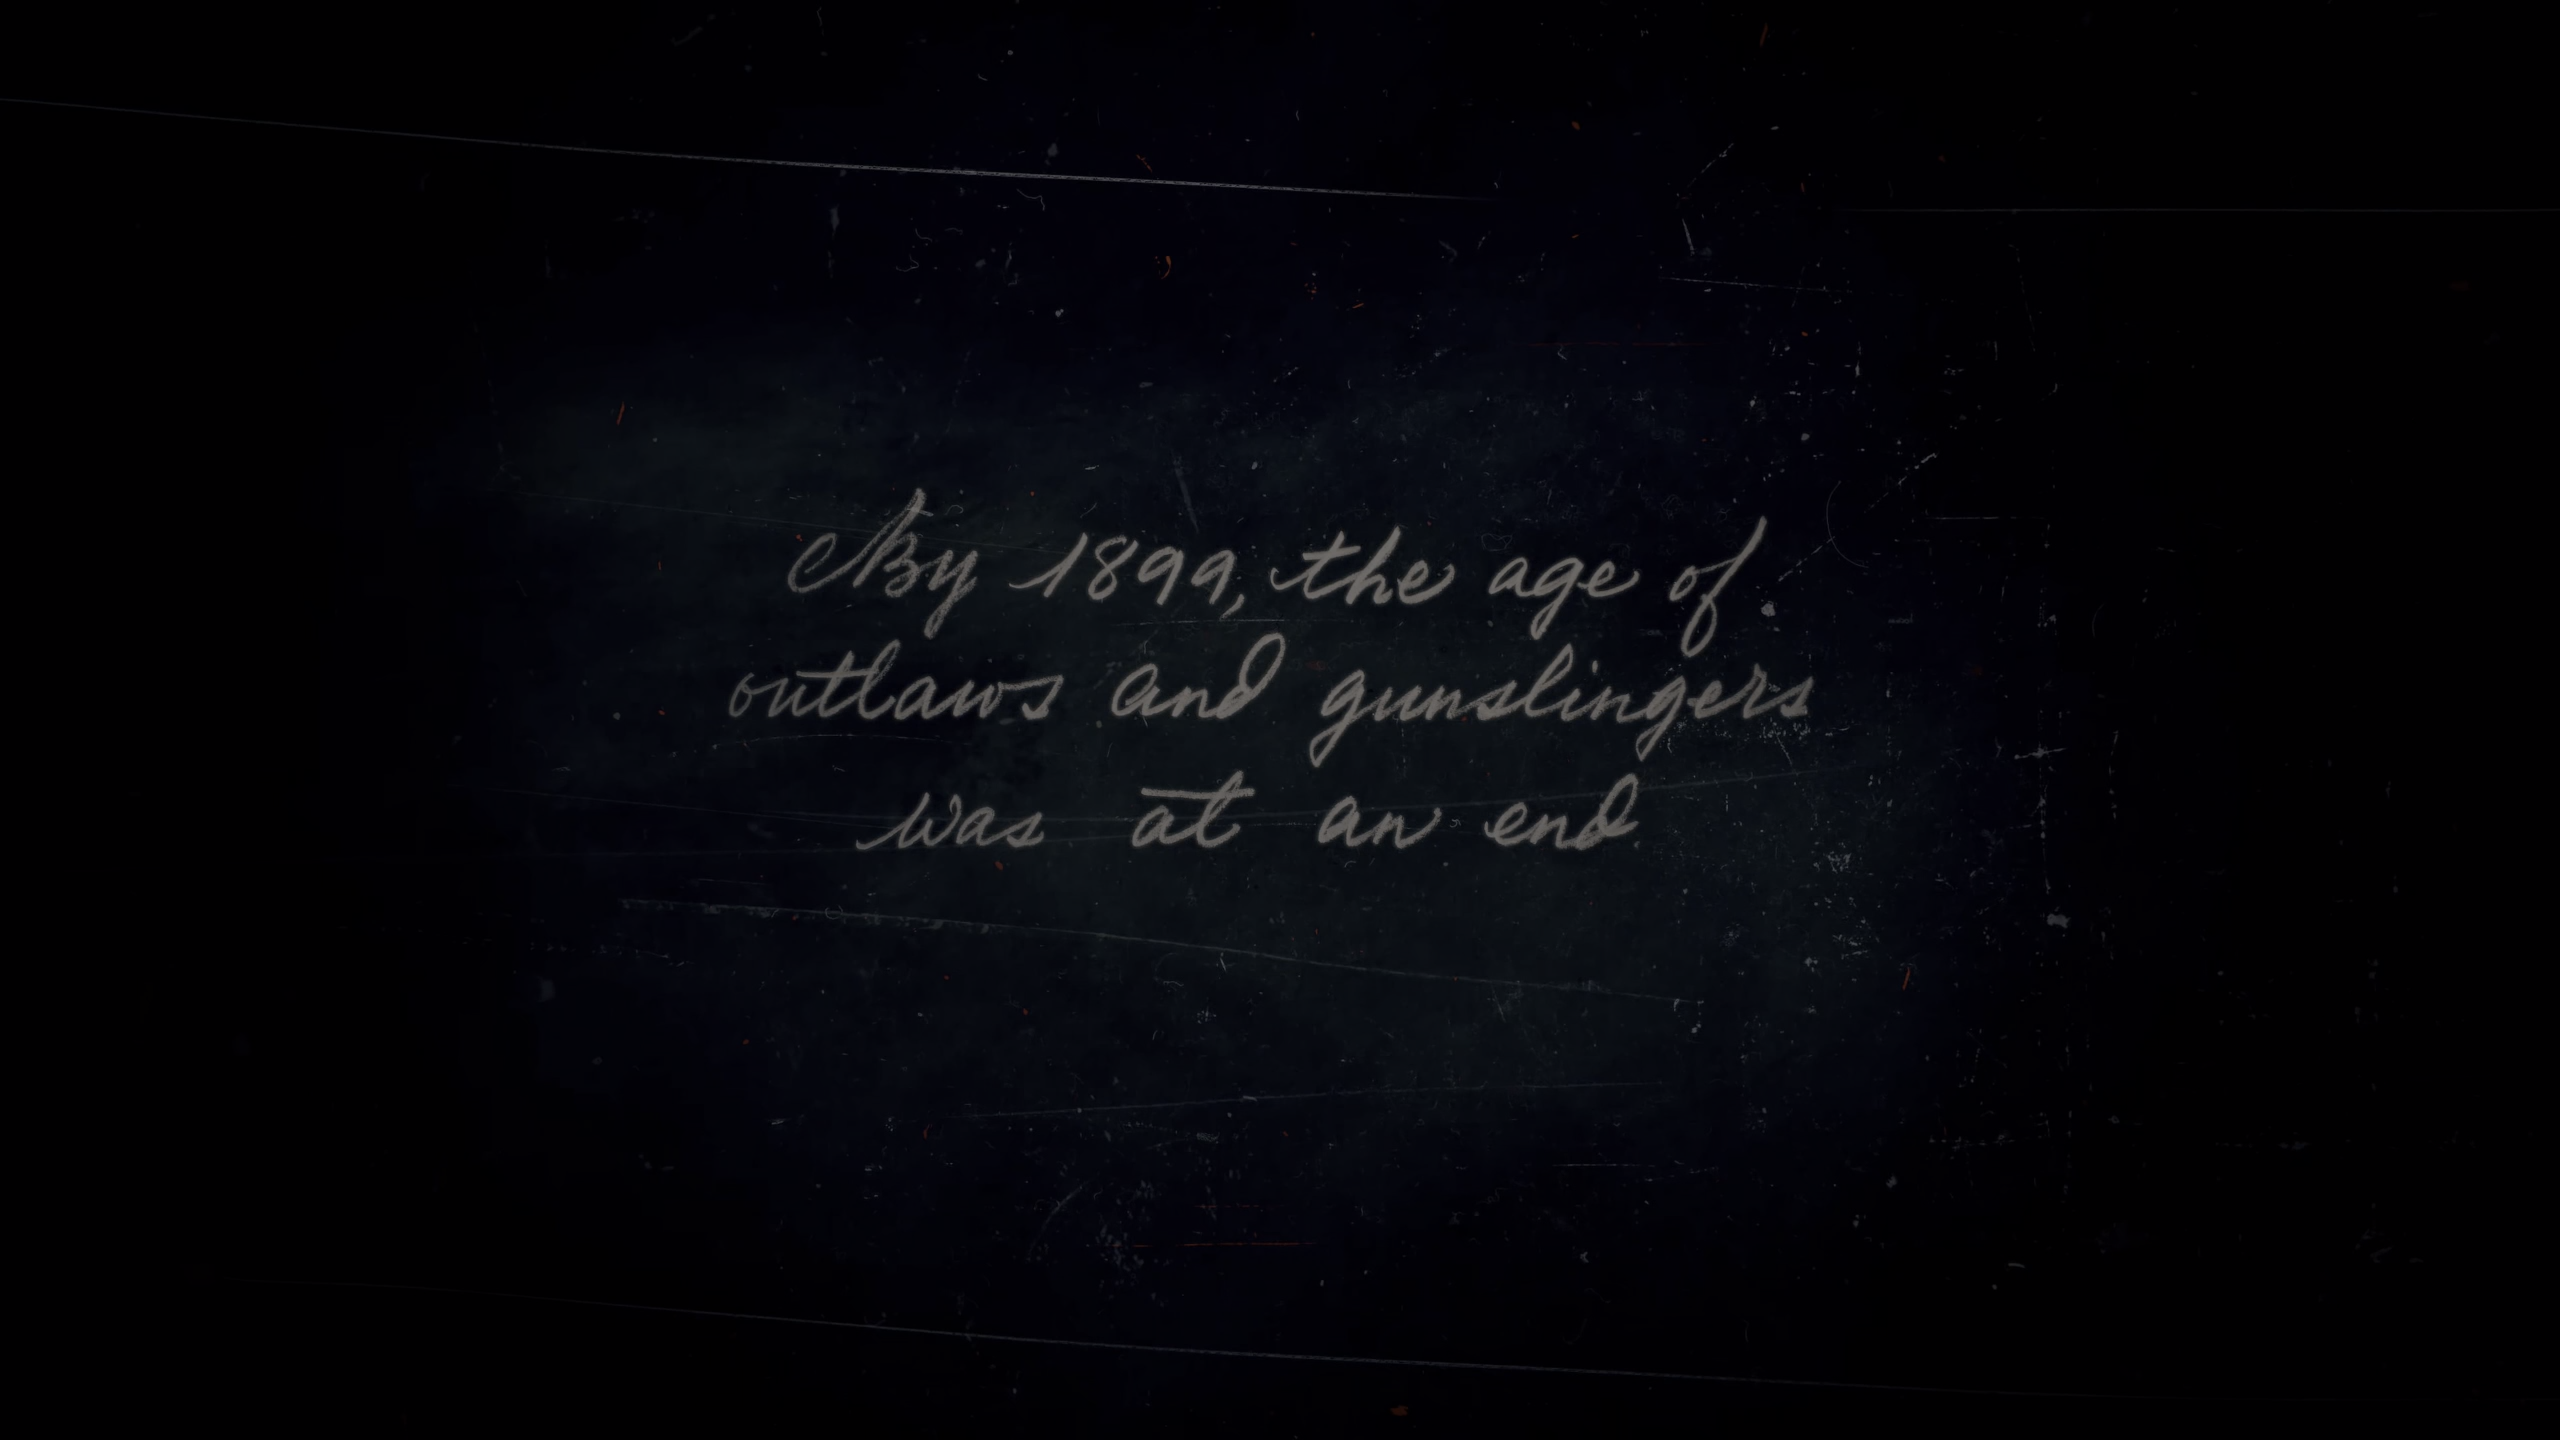 By 1899, the age of
outlaws and gunslingers
was at an end.